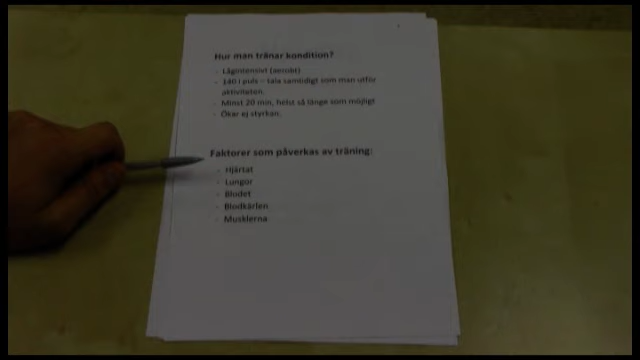 Hur man tränar kondition?
- Lågintensivt (aerobt)
- 140 i puls – tala samtidigt som man utför
aktiviteten.
- Minst 20 min, helst så länge som möjligt
- Ökar ej styrkan.
Faktorer som påverkas av träning:
- Hjärtat
- Lungor
- Blodet
- Blodkärlen
- Musklerna